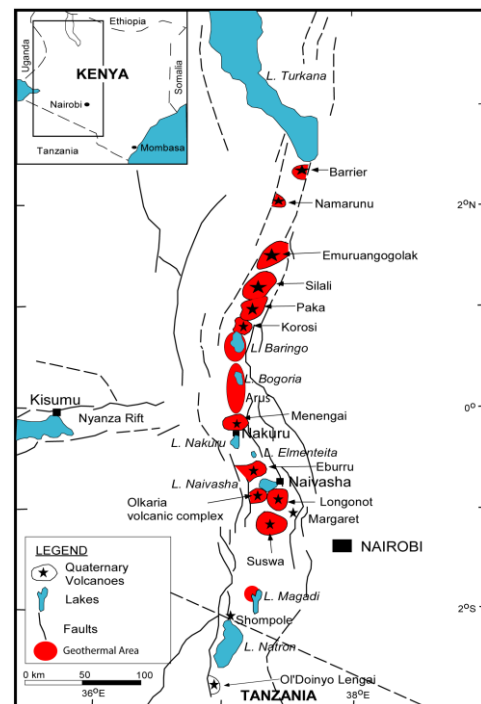 Ethiopia
Uganda
KENYA
Somalia
Nairobi
Tanzania
Mombasa
L. Turkana
Barrier
Namarunu
2°N
Emuruangogolak
Silali
Paka
Korosi
L. Baringo
L. Bogoria
Arus
0°
Kisumu
Nyanza Rift
Menengai
Nakuru
L. Nakuru
L. Elmenteita
Eburru
L. Naivasha
Naivasha
Olkaria
volcanic complex
Longonot
Margaret
Suswa
NAIROBI
LEGEND
Quaternary
Volcanoes
Lakes
Faults
Geothermal Area
L. Magadi
2°S
Shompole
L. Natron
0 km 50 100
Ol'Doinyo Lengai
36°E
TANZANIA
38°E